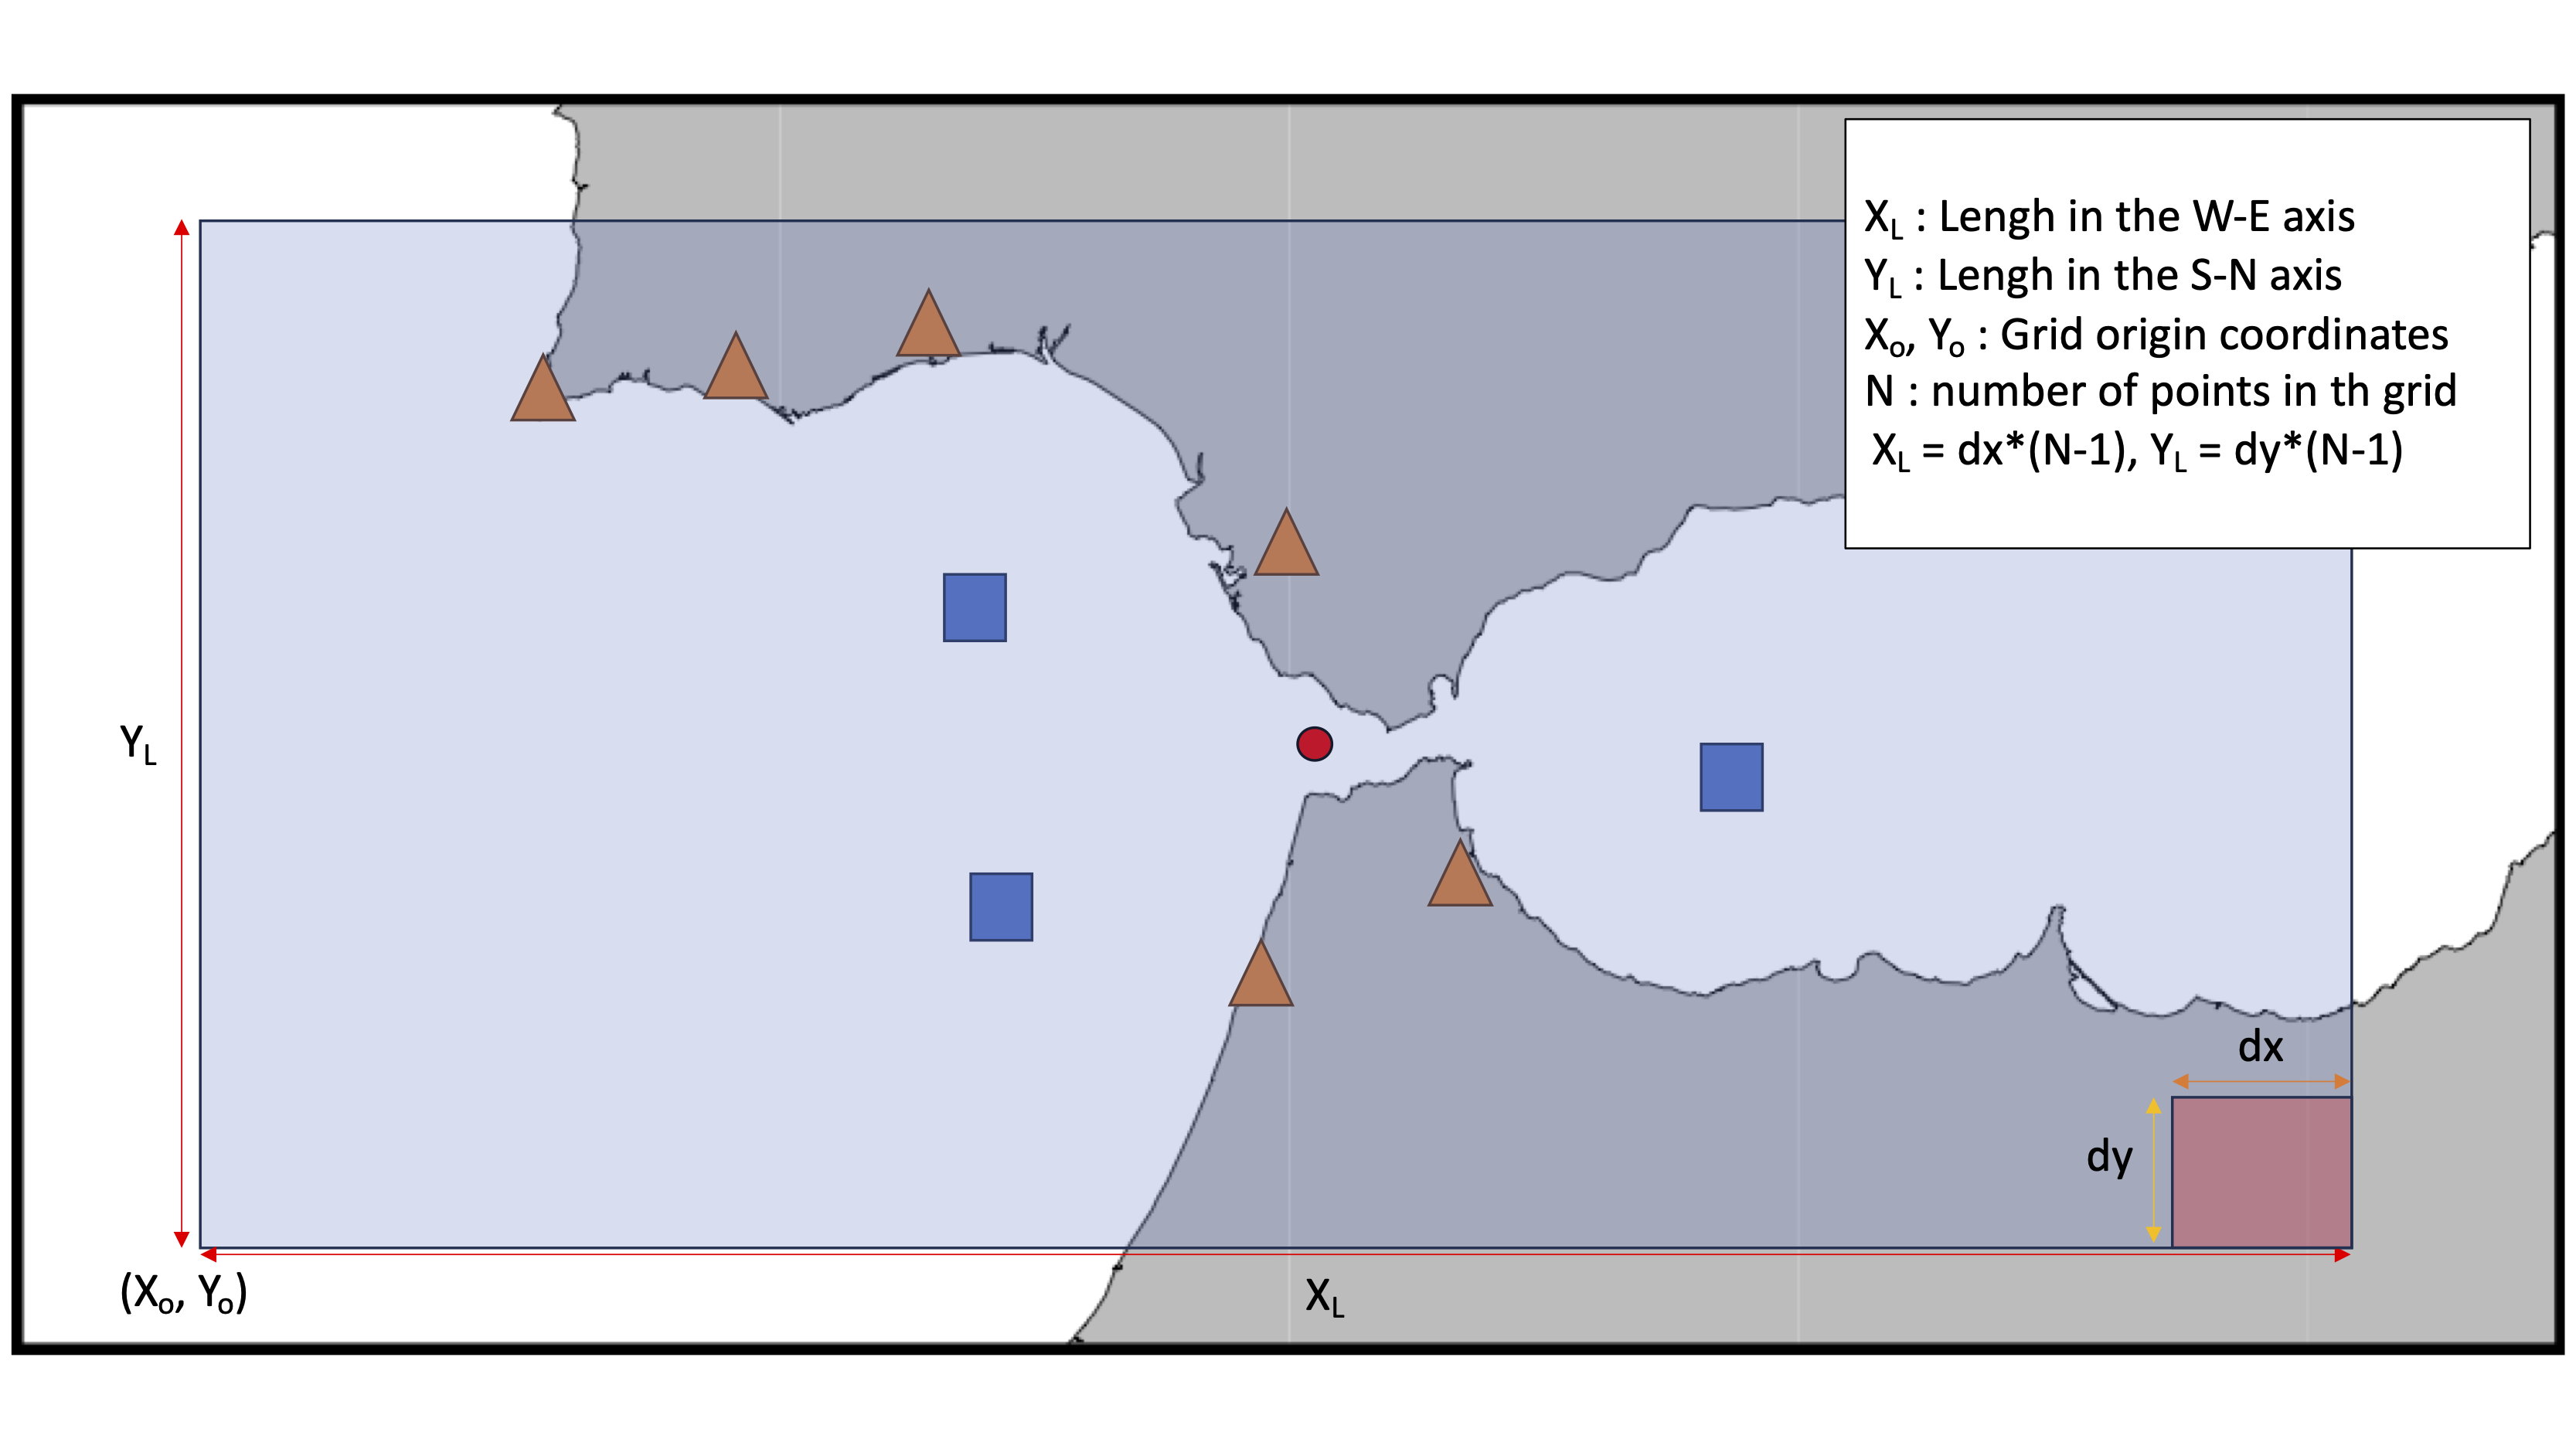 X_L : Lengh in the W-E axis
Y_L : Lengh in the S-N axis
X_o, Y_o : Grid origin coordinates
N : number of points in th grid
X_L = dx*(N-1), Y_L = dy*(N-1)
Y_L
dx
dy
(X_o, Y_o)
X_L